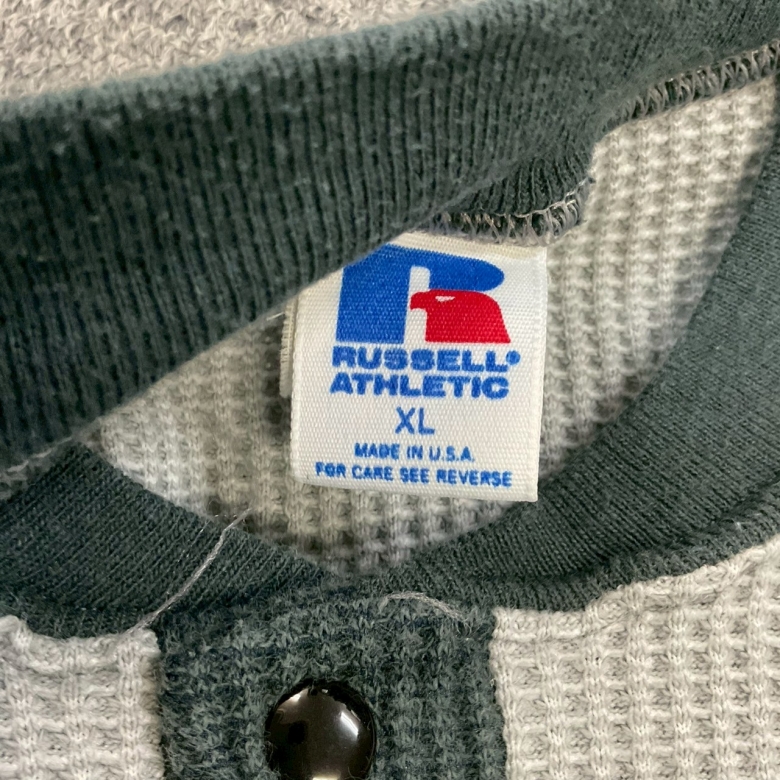 RUSSELL®
ATHLETIC
XL
MADE IN U.S.A.
FOR CARE SEE REVERSE